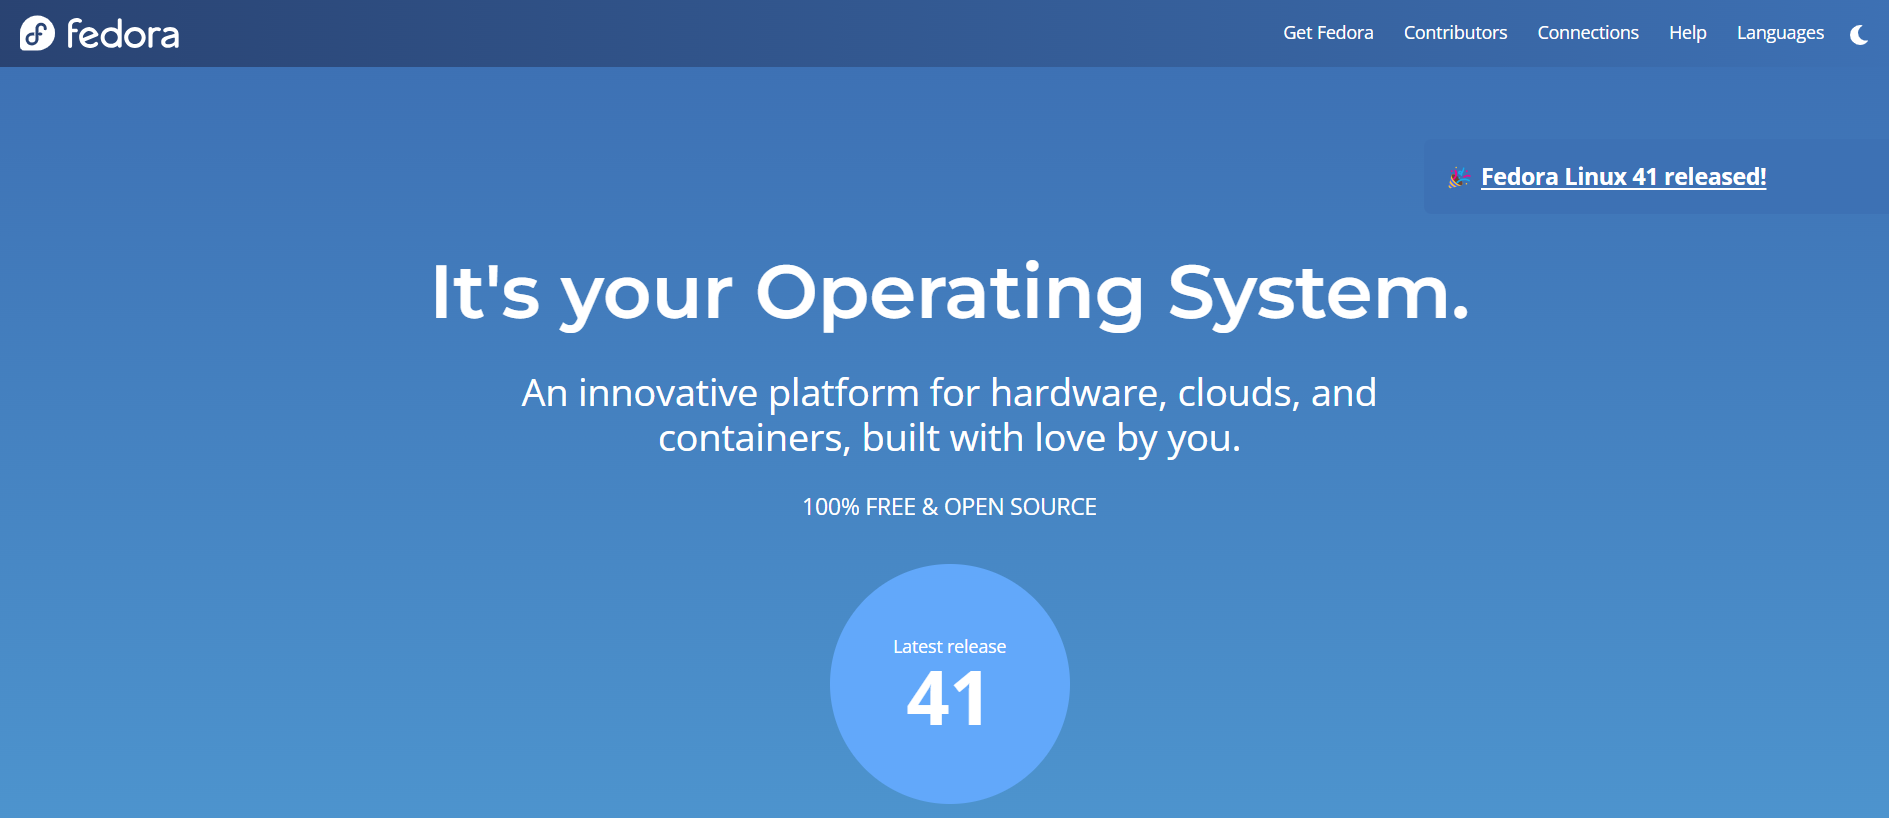 fedora
Get Fedora Contributors Connections Help Languages
🎉 Fedora Linux 41 released!
It's your Operating System.
An innovative platform for hardware, clouds, and
containers, built with love by you.
100% FREE & OPEN SOURCE
Latest release
41